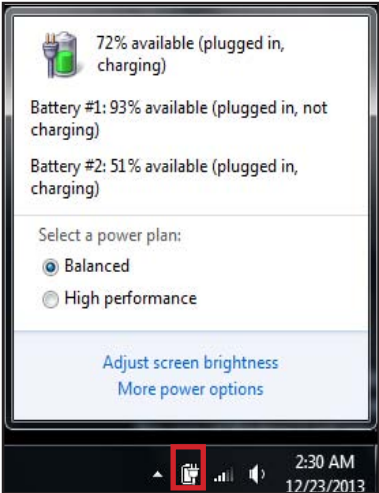 72% available (plugged in,
charging)
Battery #1: 93% available (plugged in, not
charging)
Battery #2: 51% available (plugged in,
charging)
Select a power plan:
Balanced
High performance
Adjust screen brightness
More power options
2:30 AM
12/23/2013